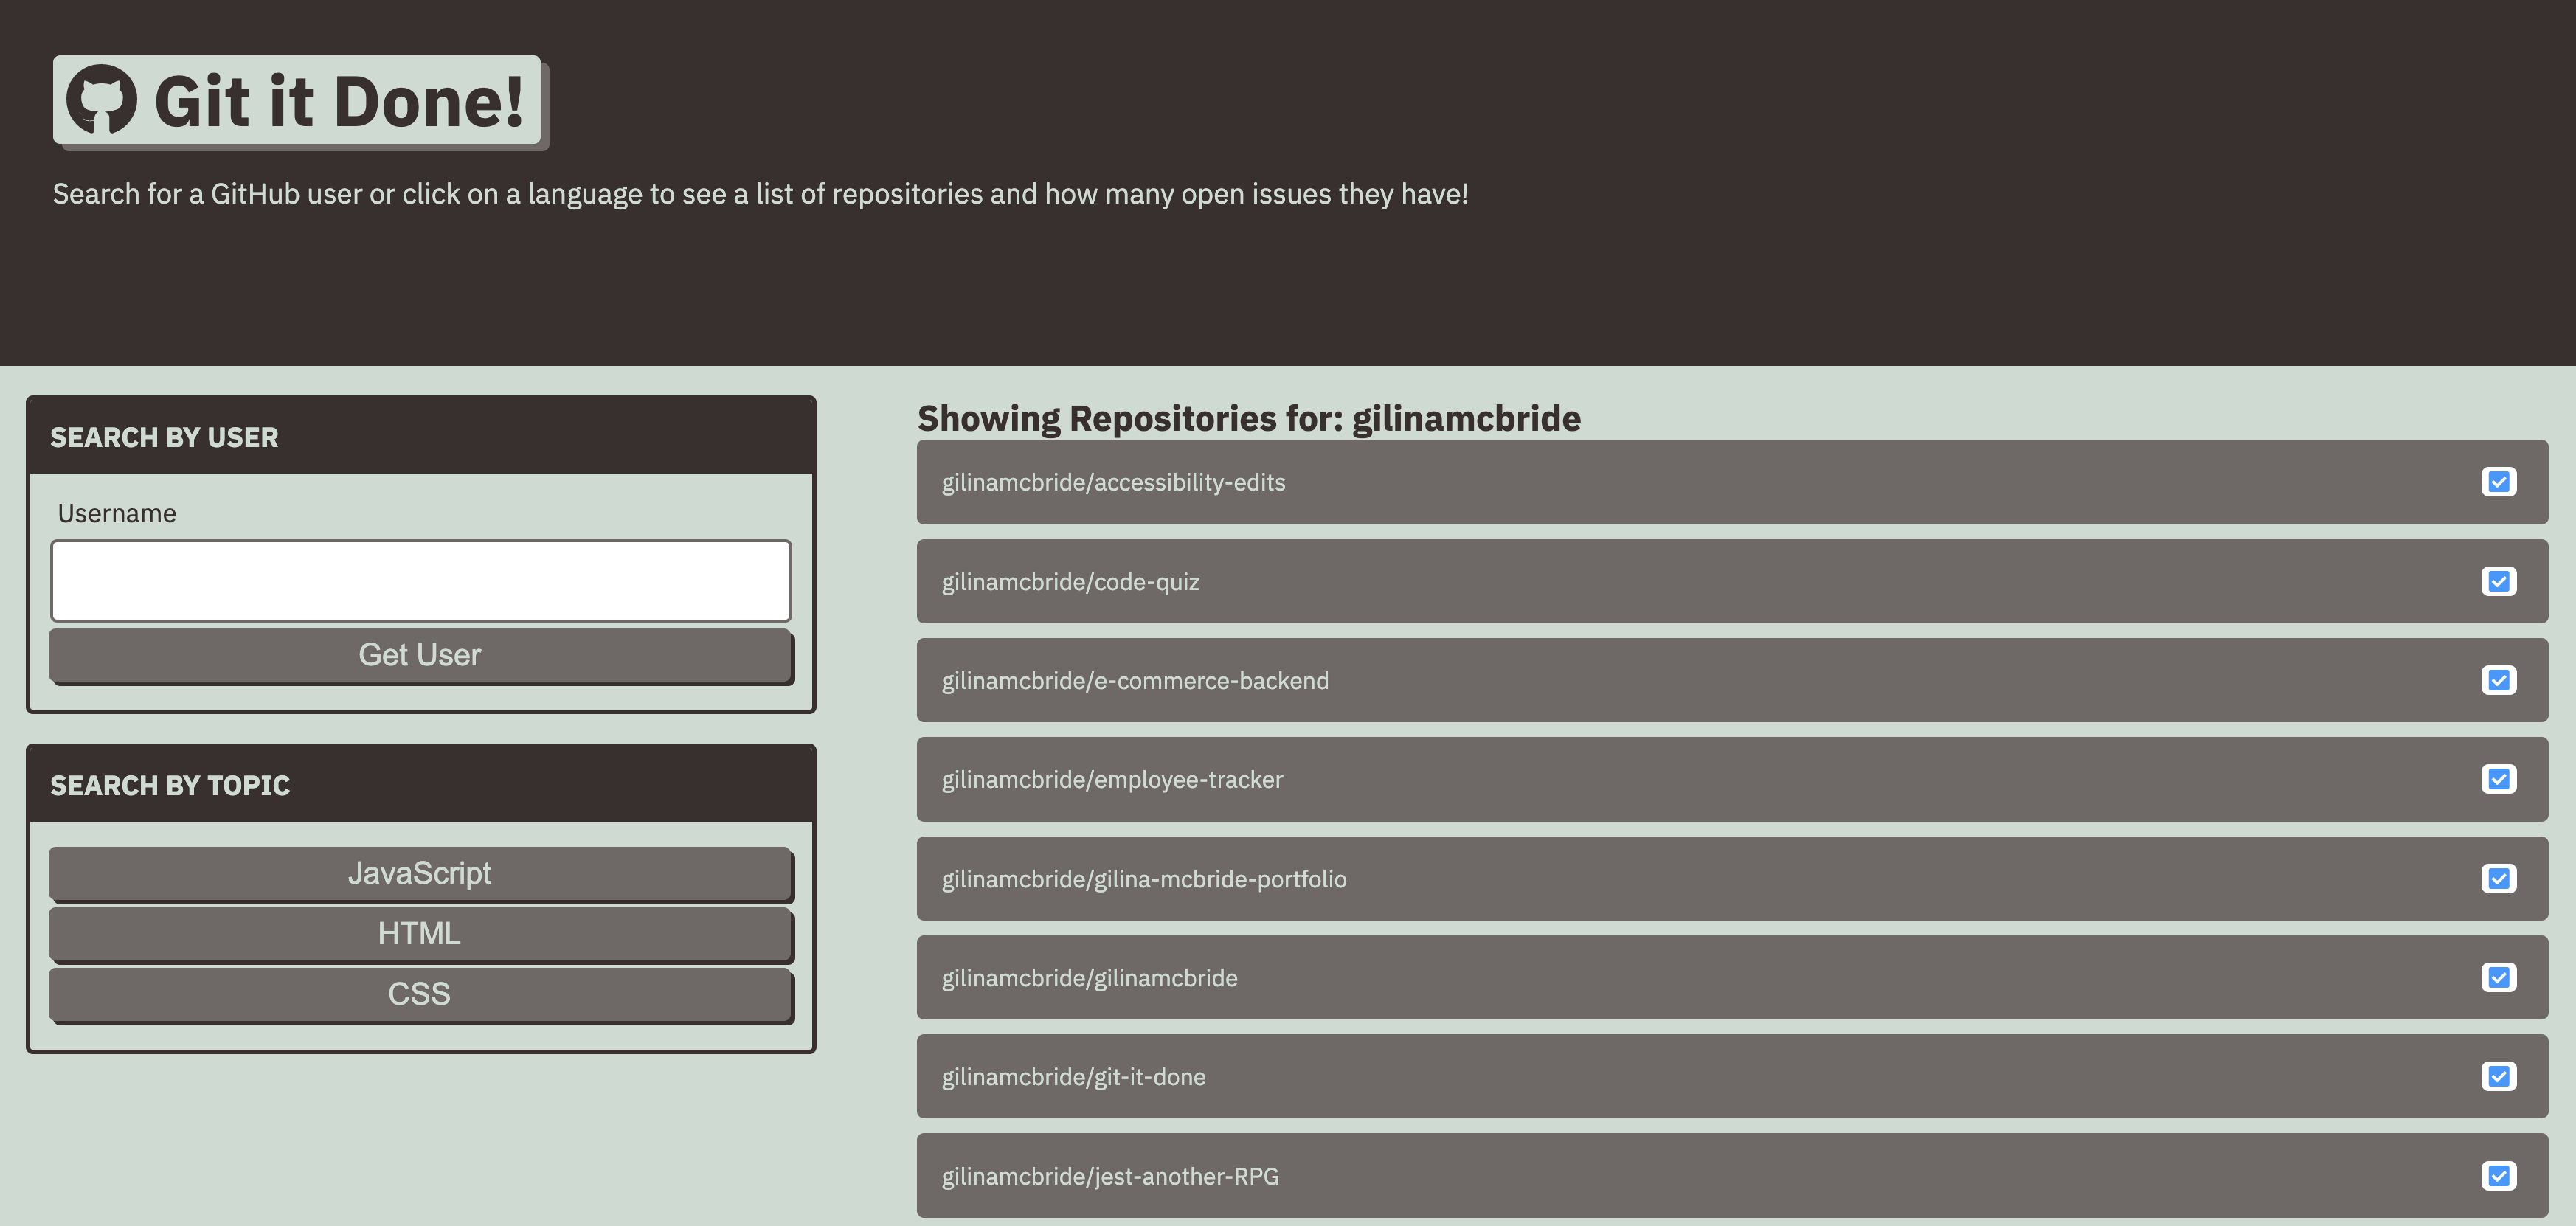 Git it Done!
Search for a GitHub user or click on a language to see a list of repositories and how many open issues they have!
SEARCH BY USER
Username
Get User
SEARCH BY TOPIC
JavaScript
HTML
CSS
Showing Repositories for: gilinamcbride
gilinamcbride/accessibility-edits
gilinamcbride/code-quiz
gilinamcbride/e-commerce-backend
gilinamcbride/employee-tracker
gilinamcbride/gilina-mcbride-portfolio
gilinamcbride/gilinamcbride
gilinamcbride/git-it-done
gilinamcbride/jest-another-RPG